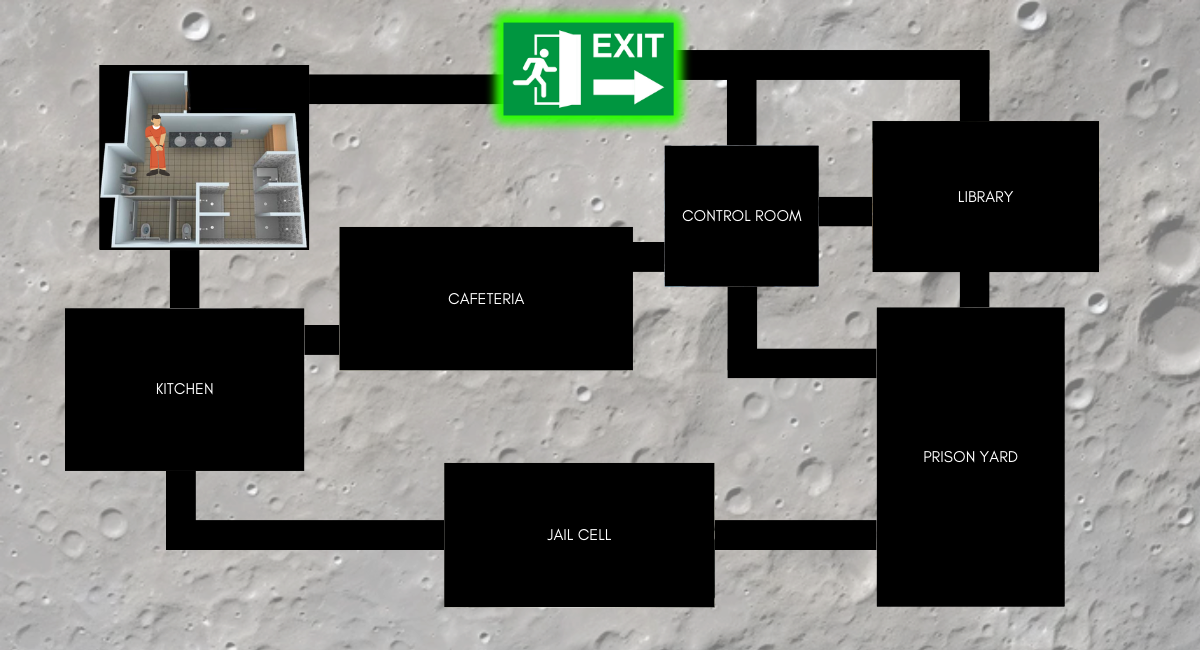 EXIT
CONTROL ROOM
LIBRARY
CAFETERIA
KITCHEN
PRISON YARD
JAIL CELL